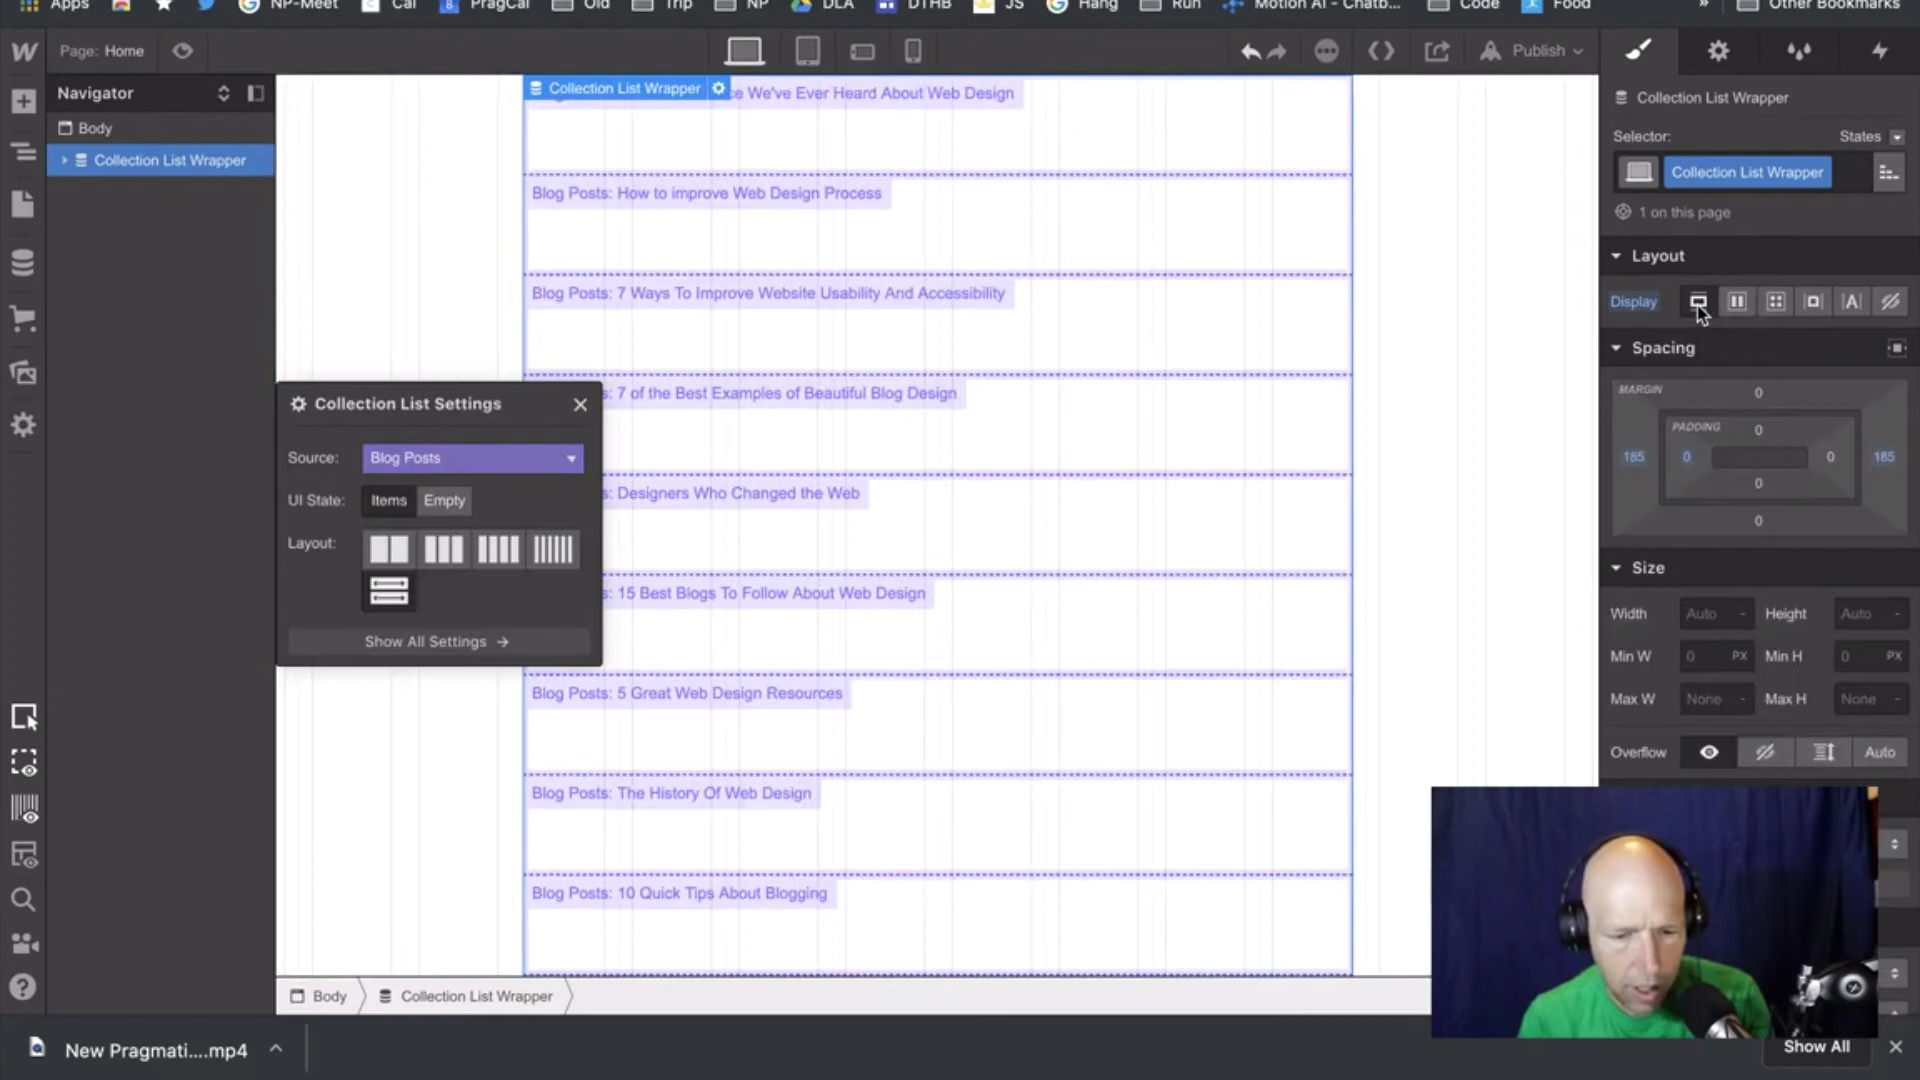 Apps
NP-Meet
Cal
PragCal
Old
Trip
NP
DLA
DTHB
JS
Hang
Run
Motion AI - Chatb...
Code
Food
»
Other Bookmarks
Page: Home
Publish
Navigator
Body
Collection List Wrapper
Collection List Wrapper
ce We've Ever Heard About Web Design
Blog Posts: How to improve Web Design Process
Blog Posts: 7 Ways To Improve Website Usability And Accessibility
s: 7 of the Best Examples of Beautiful Blog Design
s: Designers Who Changed the Web
s: 15 Best Blogs To Follow About Web Design
Blog Posts: 5 Great Web Design Resources
Blog Posts: The History Of Web Design
Blog Posts: 10 Quick Tips About Blogging
Collection List Settings
Source: Blog Posts
UI State: Items Empty
Layout:
Show All Settings →
Body
Collection List Wrapper
Collection List Wrapper
Selector: States
Collection List Wrapper
1 on this page
Layout
Display
Spacing
MARGIN
0
PADDING
0
185 0 0 185
0
0
Size
Width Auto - Height Auto -
Min W 0 PX Min H 0 PX
Max W None - Max H None -
Overflow Auto
New Pragmati....mp4
Show All